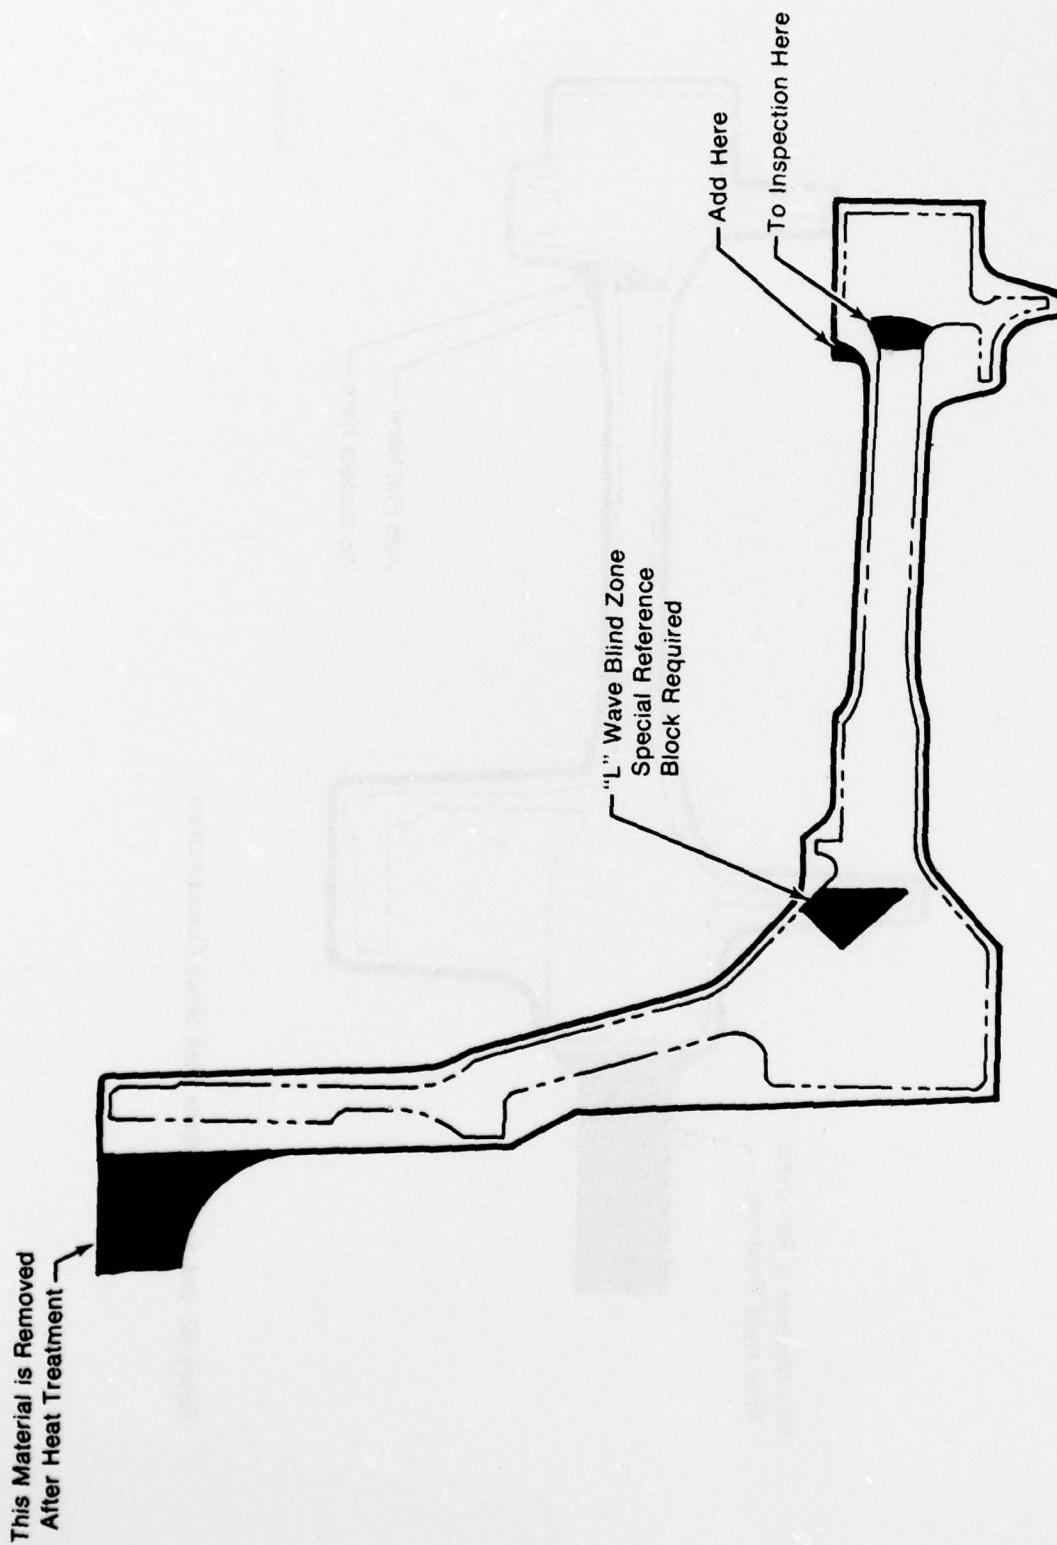 This Material is Removed
After Heat Treatment
"L" Wave Blind Zone
Special Reference
Block Required
Add Here
To Inspection Here